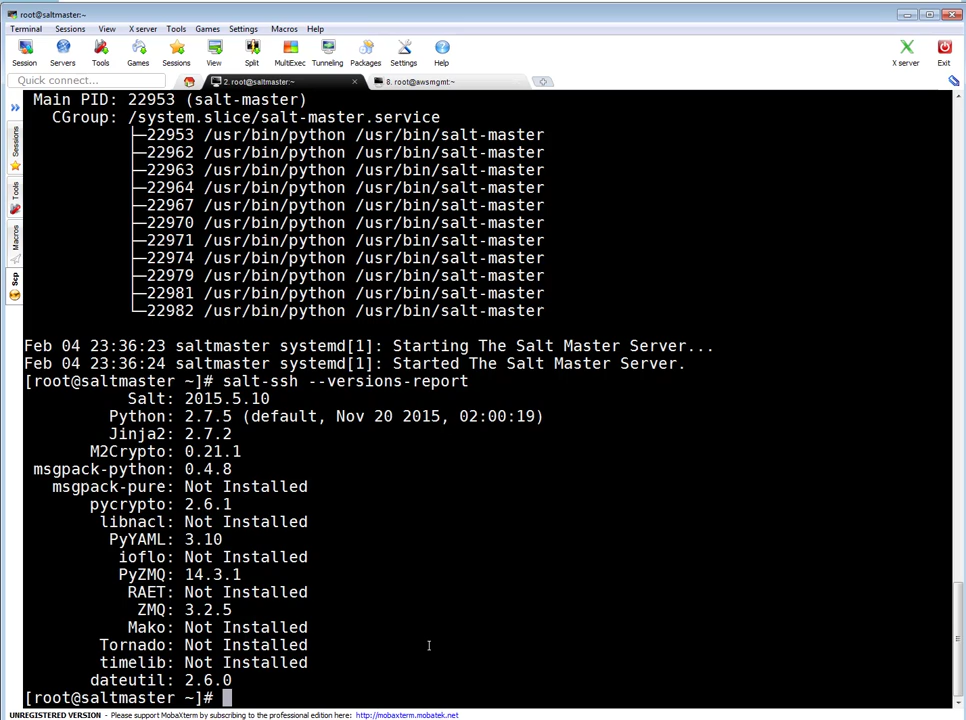 root@saltmaster:~
Terminal Sessions View X server Tools Games Settings Macros Help
Session Servers Tools Games Sessions View Split MultiExec Tunneling Packages Settings Help X server Exit
Quick connect... 2. root@saltmaster:~ 8. root@awsmgmt:~
Sessions
Tools
Macros
Scp
Main PID: 22953 (salt-master)
CGroup: /system.slice/salt-master.service
├─22953 /usr/bin/python /usr/bin/salt-master
├─22962 /usr/bin/python /usr/bin/salt-master
├─22963 /usr/bin/python /usr/bin/salt-master
├─22964 /usr/bin/python /usr/bin/salt-master
├─22967 /usr/bin/python /usr/bin/salt-master
├─22970 /usr/bin/python /usr/bin/salt-master
├─22971 /usr/bin/python /usr/bin/salt-master
├─22974 /usr/bin/python /usr/bin/salt-master
├─22979 /usr/bin/python /usr/bin/salt-master
├─22981 /usr/bin/python /usr/bin/salt-master
└─22982 /usr/bin/python /usr/bin/salt-master
Feb 04 23:36:23 saltmaster systemd[1]: Starting The Salt Master Server...
Feb 04 23:36:24 saltmaster systemd[1]: Started The Salt Master Server.
[root@saltmaster ~]# salt-ssh --versions-report
Salt: 2015.5.10
Python: 2.7.5 (default, Nov 20 2015, 02:00:19)
Jinja2: 2.7.2
M2Crypto: 0.21.1
msgpack-python: 0.4.8
msgpack-pure: Not Installed
pycrypto: 2.6.1
libnacl: Not Installed
PyYAML: 3.10
ioflo: Not Installed
PyZMQ: 14.3.1
RAET: Not Installed
ZMQ: 3.2.5
Mako: Not Installed
Tornado: Not Installed
timelib: Not Installed
dateutil: 2.6.0
[root@saltmaster ~]#
UNREGISTERED VERSION - Please support MobaXterm by subscribing to the professional edition here: http://mobaxterm.mobatek.net